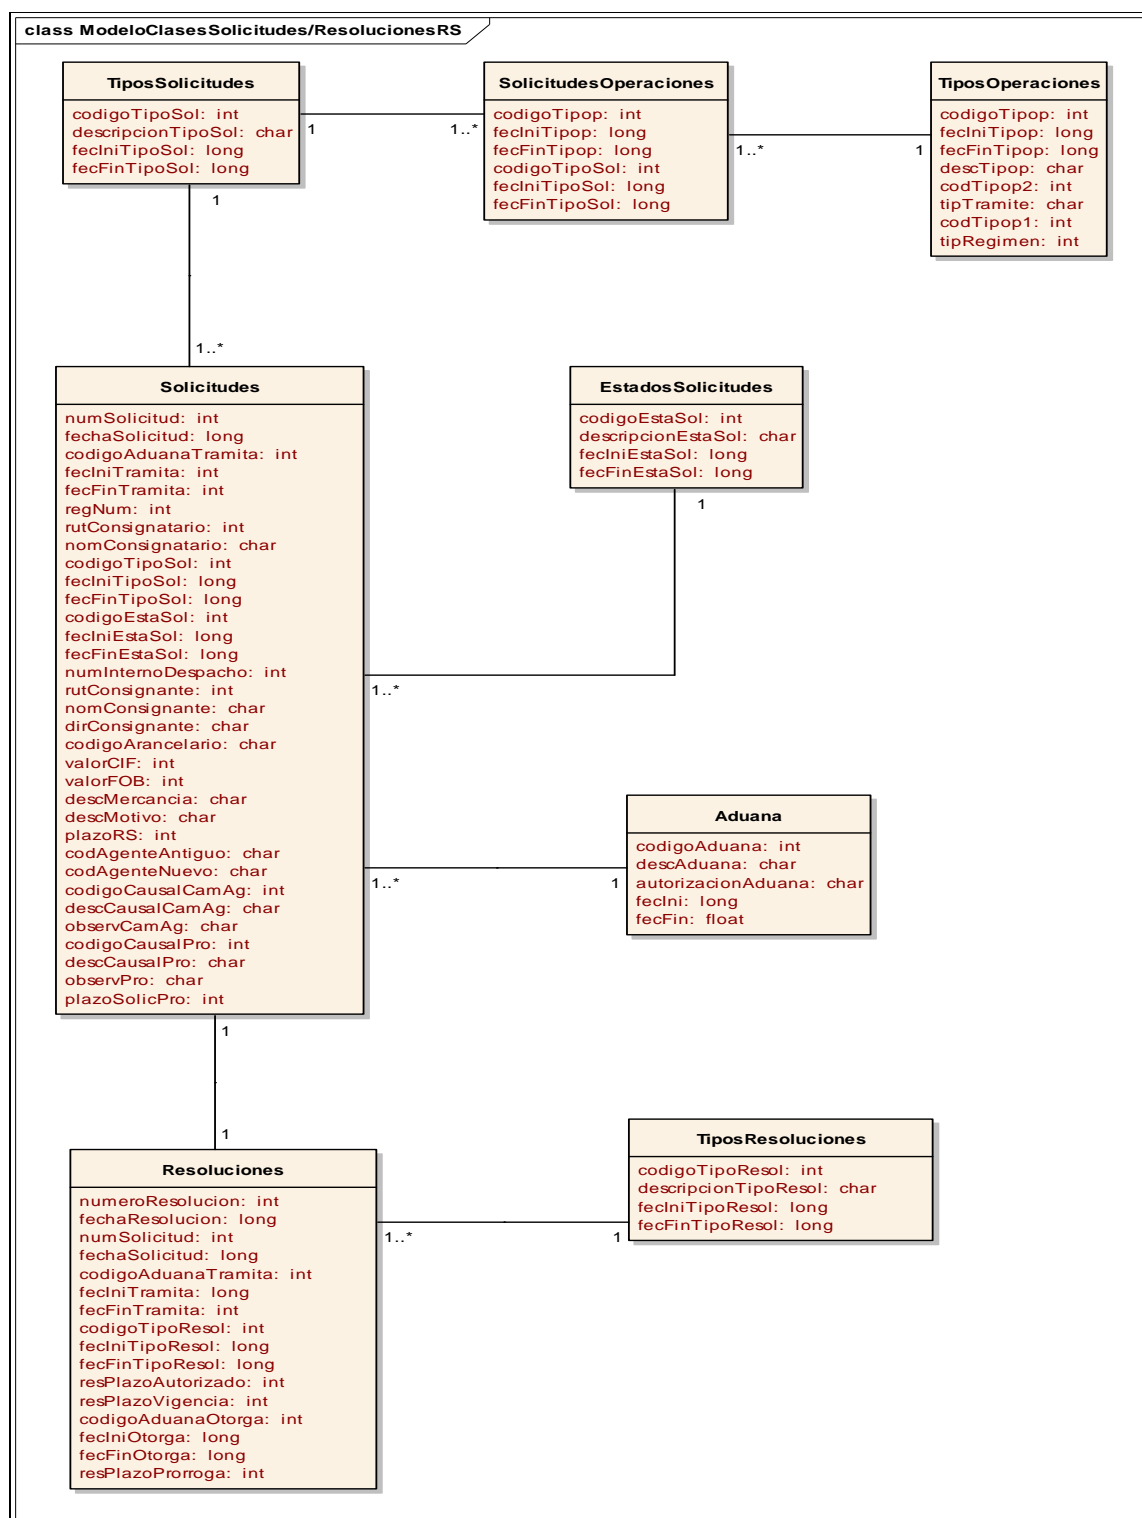 class ModeloClasesSolicitudes/ResolucionesRS
TiposSolicitudes
codigoTipoSol: int
descripcionTipoSol: char
fecIniTipoSol: long
fecFinTipoSol: long
SolicitudesOperaciones
codigoTipop: int
fecIniTipop: long
fecFinTipop: long
codigoTipoSol: int
fecIniTipoSol: long
fecFinTipoSol: long
TiposOperaciones
codigoTipop: int
fecIniTipop: long
fecFinTipop: long
descTipop: char
codTipop2: int
tipTramite: char
codTipop1: int
tipRegimen: int
1
1..*
1..*
1
1
1..*
Solicitudes
numSolicitud: int
fechaSolicitud: long
codigoAduanaTramita: int
fecIniTramita: int
fecFinTramita: int
regNum: int
rutConsignatario: int
nomConsignatario: char
codigoTipoSol: int
fecIniTipoSol: long
fecFinTipoSol: long
codigoEstaSol: int
fecIniEstaSol: long
fecFinEstaSol: long
numInternoDespacho: int
rutConsignante: int
nomConsignante: char
dirConsignante: char
codigoArancelario: char
valorCIF: int
valorFOB: int
descMercancia: char
descMotivo: char
plazoRS: int
codAgenteAntiguo: char
codAgenteNuevo: char
codigoCausalCamAg: int
descCausalCamAg: char
observCamAg: char
codigoCausalPro: int
descCausalPro: char
observPro: char
plazoSolicPro: int
EstadosSolicitudes
codigoEstaSol: int
descripcionEstaSol: char
fecIniEstaSol: long
fecFinEstaSol: long
1
1..*
Aduana
codigoAduana: int
descAduana: char
autorizacionAduana: char
fecIni: long
fecFin: float
1..*
1
1
1
Resoluciones
numeroResolucion: int
fechaResolucion: long
numSolicitud: int
fechaSolicitud: long
codigoAduanaTramita: int
fecIniTramita: long
fecFinTramita: int
codigoTipoResol: int
fecIniTipoResol: long
fecFinTipoResol: long
resPlazoAutorizado: int
resPlazoVigencia: int
codigoAduanaOtorga: int
fecIniOtorga: long
fecFinOtorga: long
resPlazoProrroga: int
TiposResoluciones
codigoTipoResol: int
descripcionTipoResol: char
fecIniTipoResol: long
fecFinTipoResol: long
1..*
1